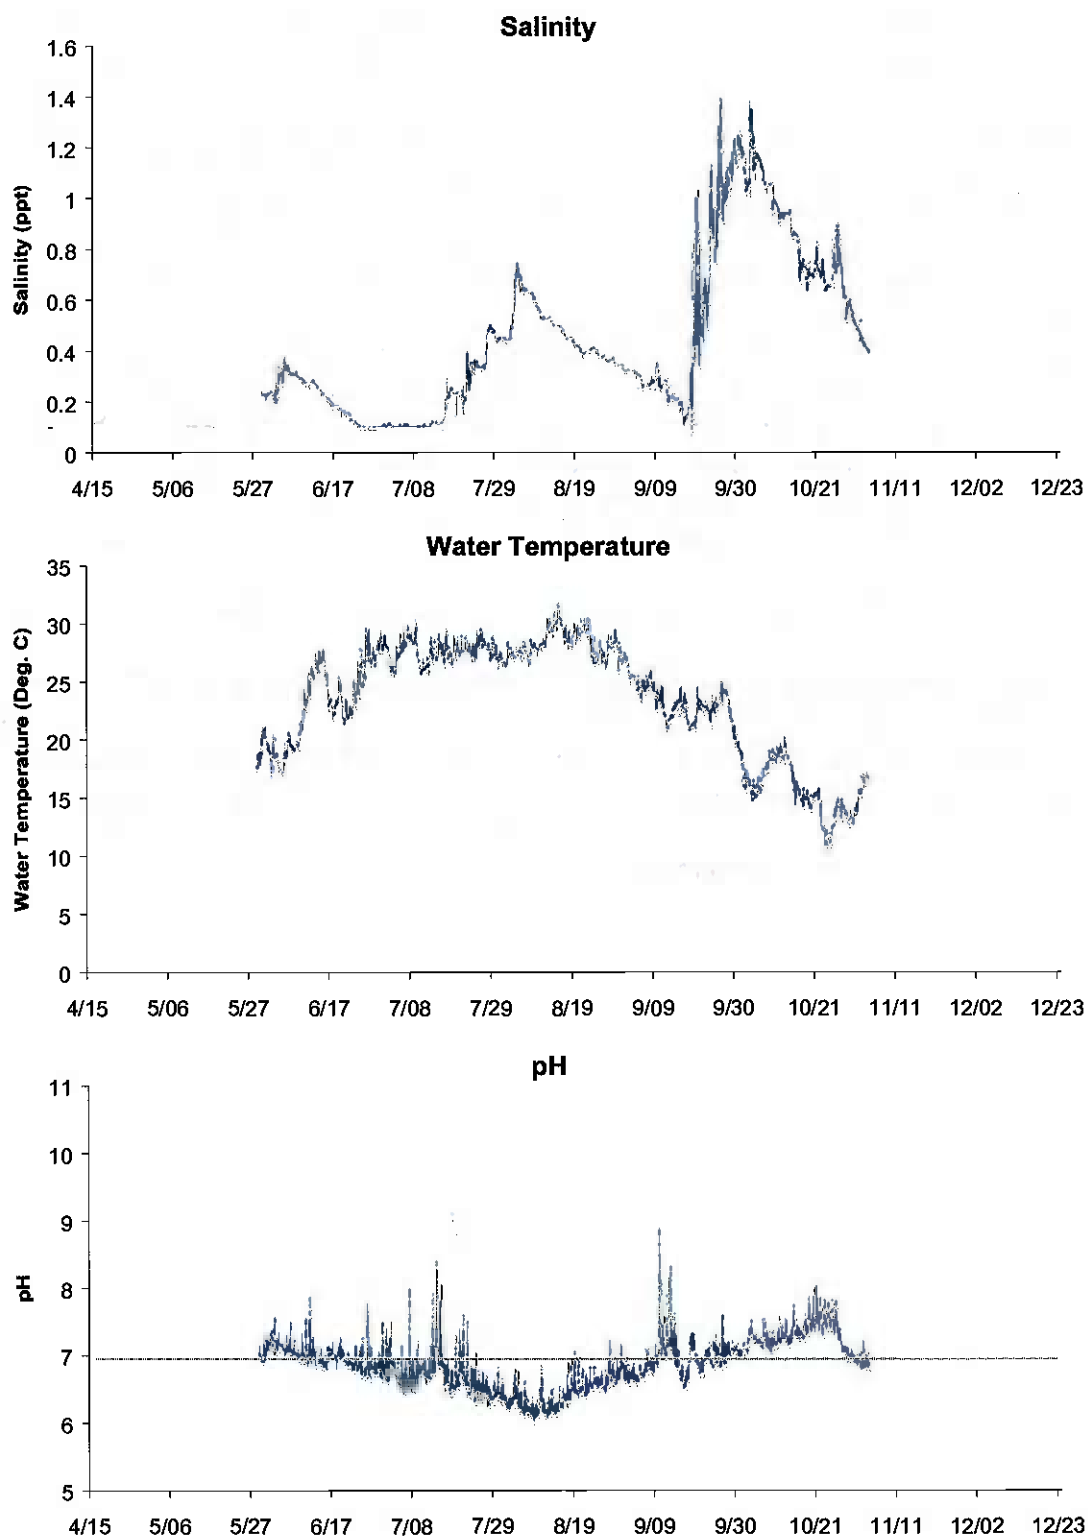 Salinity
1.6
1.4
1.2
1
0.8
0.6
0.4
0.2
0
Salinity (ppt)
4/15 5/06 5/27 6/17 7/08 7/29 8/19 9/09 9/30 10/21 11/11 12/02 12/23
Water Temperature
35
30
25
20
15
10
5
0
Water Temperature (Deg. C)
4/15 5/06 5/27 6/17 7/08 7/29 8/19 9/09 9/30 10/21 11/11 12/02 12/23
pH
11
10
9
8
7
6
5
pH
4/15 5/06 5/27 6/17 7/08 7/29 8/19 9/09 9/30 10/21 11/11 12/02 12/23